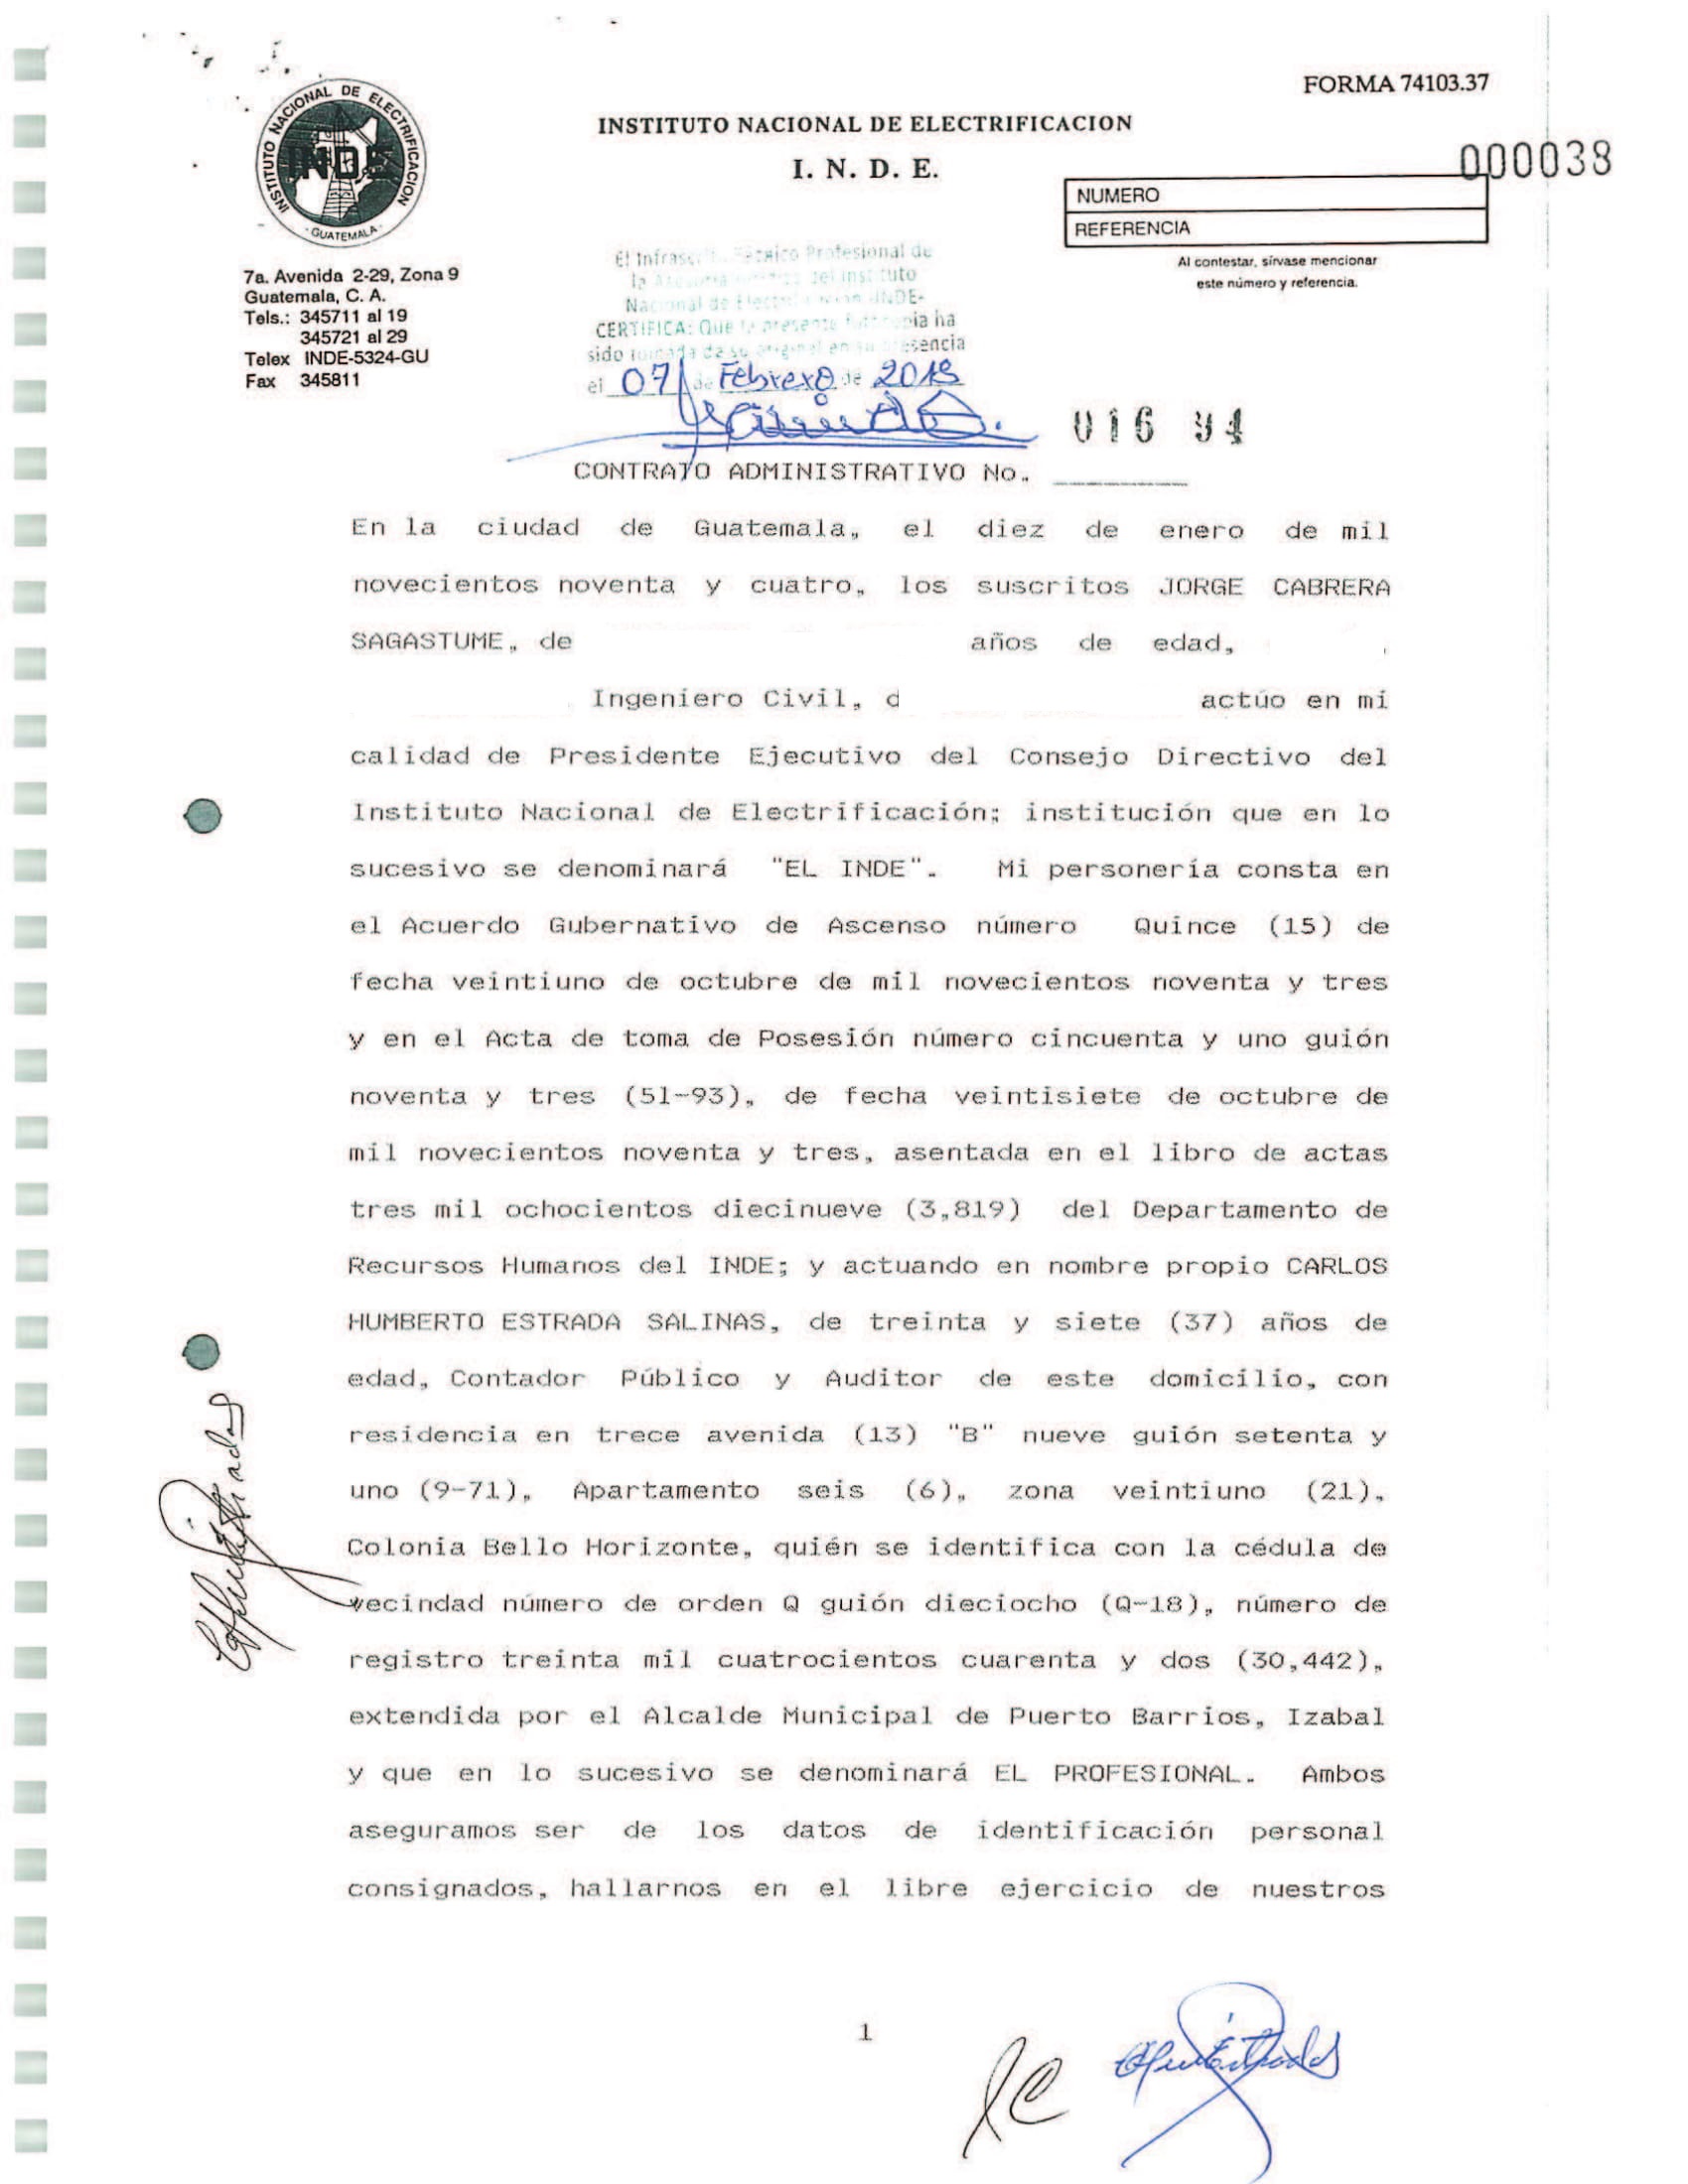 FORMA 74103.37
INSTITUTO NACIONAL DE ELECTRIFICACION
I. N. D. E.
000038
NUMERO
REFERENCIA
Al contestar, sírvase mencionar
este número y referencia.
INSTITUTO NACIONAL DE ELECTRIFICACION
INDE
- GUATEMALA -
7a. Avenida 2-29, Zona 9
Guatemala, C. A.
Tels.: 345711 al 19
345721 al 29
Telex INDE-5324-GU
Fax 345811
El Profesional de
la del Instituto
Nacional de -INDE-
CERTIFICA: Que la presente ha
sido tomada de su original en su presencia
el 07 de Febrero de
016 94
CONTRATO ADMINISTRATIVO No.
En la ciudad de Guatemala, el diez de enero de mil
novecientos noventa y cuatro, los suscritos JORGE CABRERA
SAGASTUME, de años de edad,
Ingeniero Civil, d actúo en mi
calidad de Presidente Ejecutivo del Consejo Directivo del
Instituto Nacional de Electrificación; institución que en lo
sucesivo se denominará "EL INDE". Mi personería consta en
el Acuerdo Gubernativo de Ascenso número Quince (15) de
fecha veintiuno de octubre de mil novecientos noventa y tres
y en el Acta de toma de Posesión número cincuenta y uno guión
noventa y tres (51-93), de fecha veintisiete de octubre de
mil novecientos noventa y tres, asentada en el libro de actas
tres mil ochocientos diecinueve (3,819) del Departamento de
Recursos Humanos del INDE; y actuando en nombre propio CARLOS
HUMBERTO ESTRADA SALINAS, de treinta y siete (37) años de
edad, Contador Público y Auditor de este domicilio, con
residencia en trece avenida (13) "B" nueve guión setenta y
uno (9-71), Apartamento seis (6), zona veintiuno (21),
Colonia Bello Horizonte, quién se identifica con la cédula de
vecindad número de orden Q guión dieciocho (Q-18), número de
registro treinta mil cuatrocientos cuarenta y dos (30,442),
extendida por el Alcalde Municipal de Puerto Barrios, Izabal
y que en lo sucesivo se denominará EL PROFESIONAL. Ambos
aseguramos ser de los datos de identificación personal
consignados, hallarnos en el libre ejercicio de nuestros
1